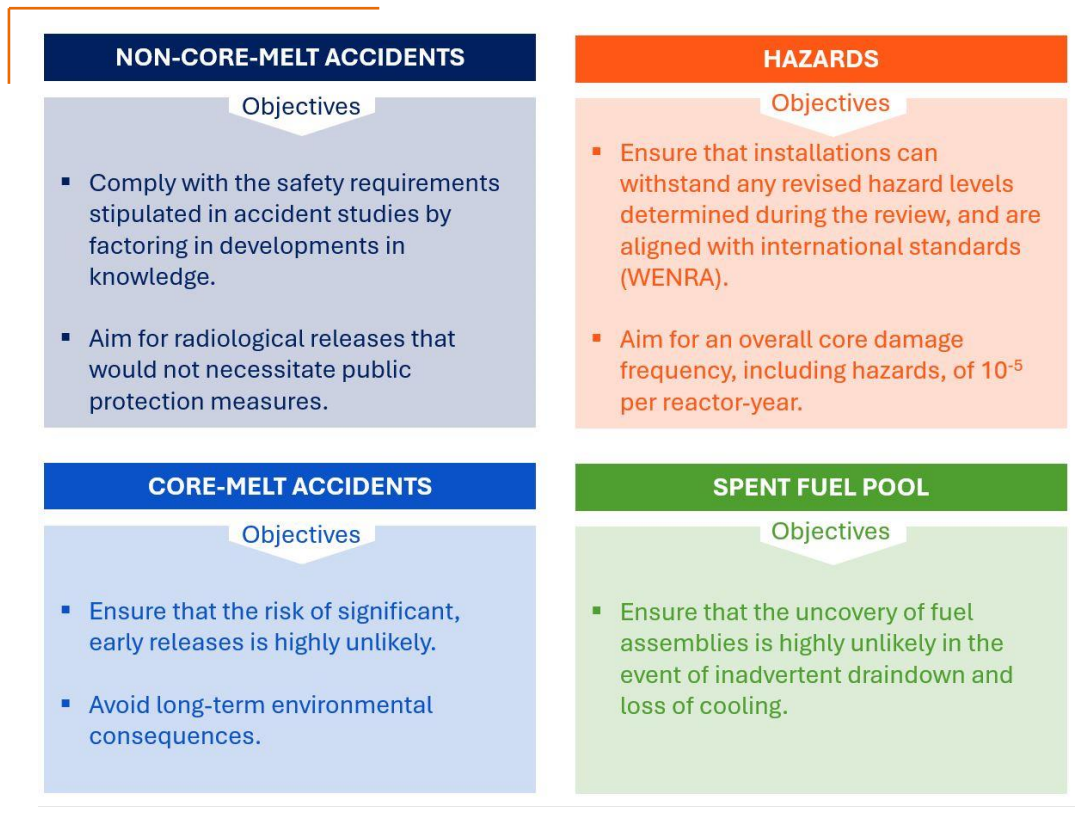 NON-CORE-MELT ACCIDENTS
Objectives
▪ Comply with the safety requirements
stipulated in accident studies by
factoring in developments in
knowledge.
▪ Aim for radiological releases that
would not necessitate public
protection measures.
HAZARDS
Objectives
▪ Ensure that installations can
withstand any revised hazard levels
determined during the review, and are
aligned with international standards
(WENRA).
▪ Aim for an overall core damage
frequency, including hazards, of 10⁻⁵
per reactor-year.
CORE-MELT ACCIDENTS
Objectives
▪ Ensure that the risk of significant,
early releases is highly unlikely.
▪ Avoid long-term environmental
consequences.
SPENT FUEL POOL
Objectives
▪ Ensure that the uncovery of fuel
assemblies is highly unlikely in the
event of inadvertent draindown and
loss of cooling.